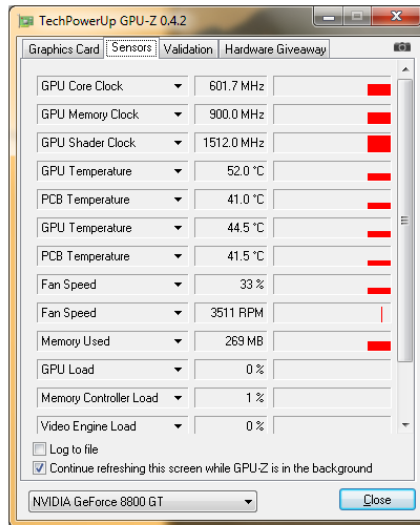 TechPowerUp GPU-Z 0.4.2
Graphics Card Sensors Validation Hardware Giveaway
GPU Core Clock 601.7 MHz
GPU Memory Clock 900.0 MHz
GPU Shader Clock 1512.0 MHz
GPU Temperature 52.0 °C
PCB Temperature 41.0 °C
GPU Temperature 44.5 °C
PCB Temperature 41.5 °C
Fan Speed 33 %
Fan Speed 3511 RPM
Memory Used 269 MB
GPU Load 0 %
Memory Controller Load 1 %
Video Engine Load 0 %
Log to file
Continue refreshing this screen while GPU-Z is in the background
NVIDIA GeForce 8800 GT Close